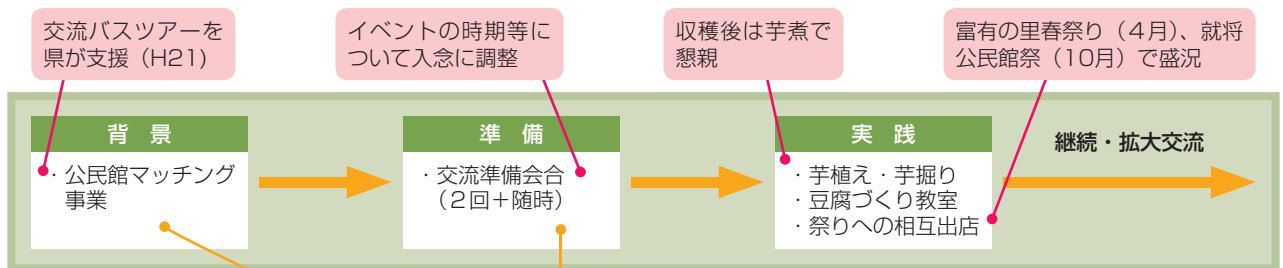 交流バスツアーを
県が支援（H21）
イベントの時期等に
ついて入念に調整
収穫後は芋煮で
懇親
富有の里春祭り（４月）、就将
公民館祭（10月）で盛況
背　景
・公民館マッチング
事業
準　備
・交流準備会合
（２回＋随時）
実　践
・芋植え・芋掘り
・豆腐づくり教室
・祭りへの相互出店
継続・拡大交流